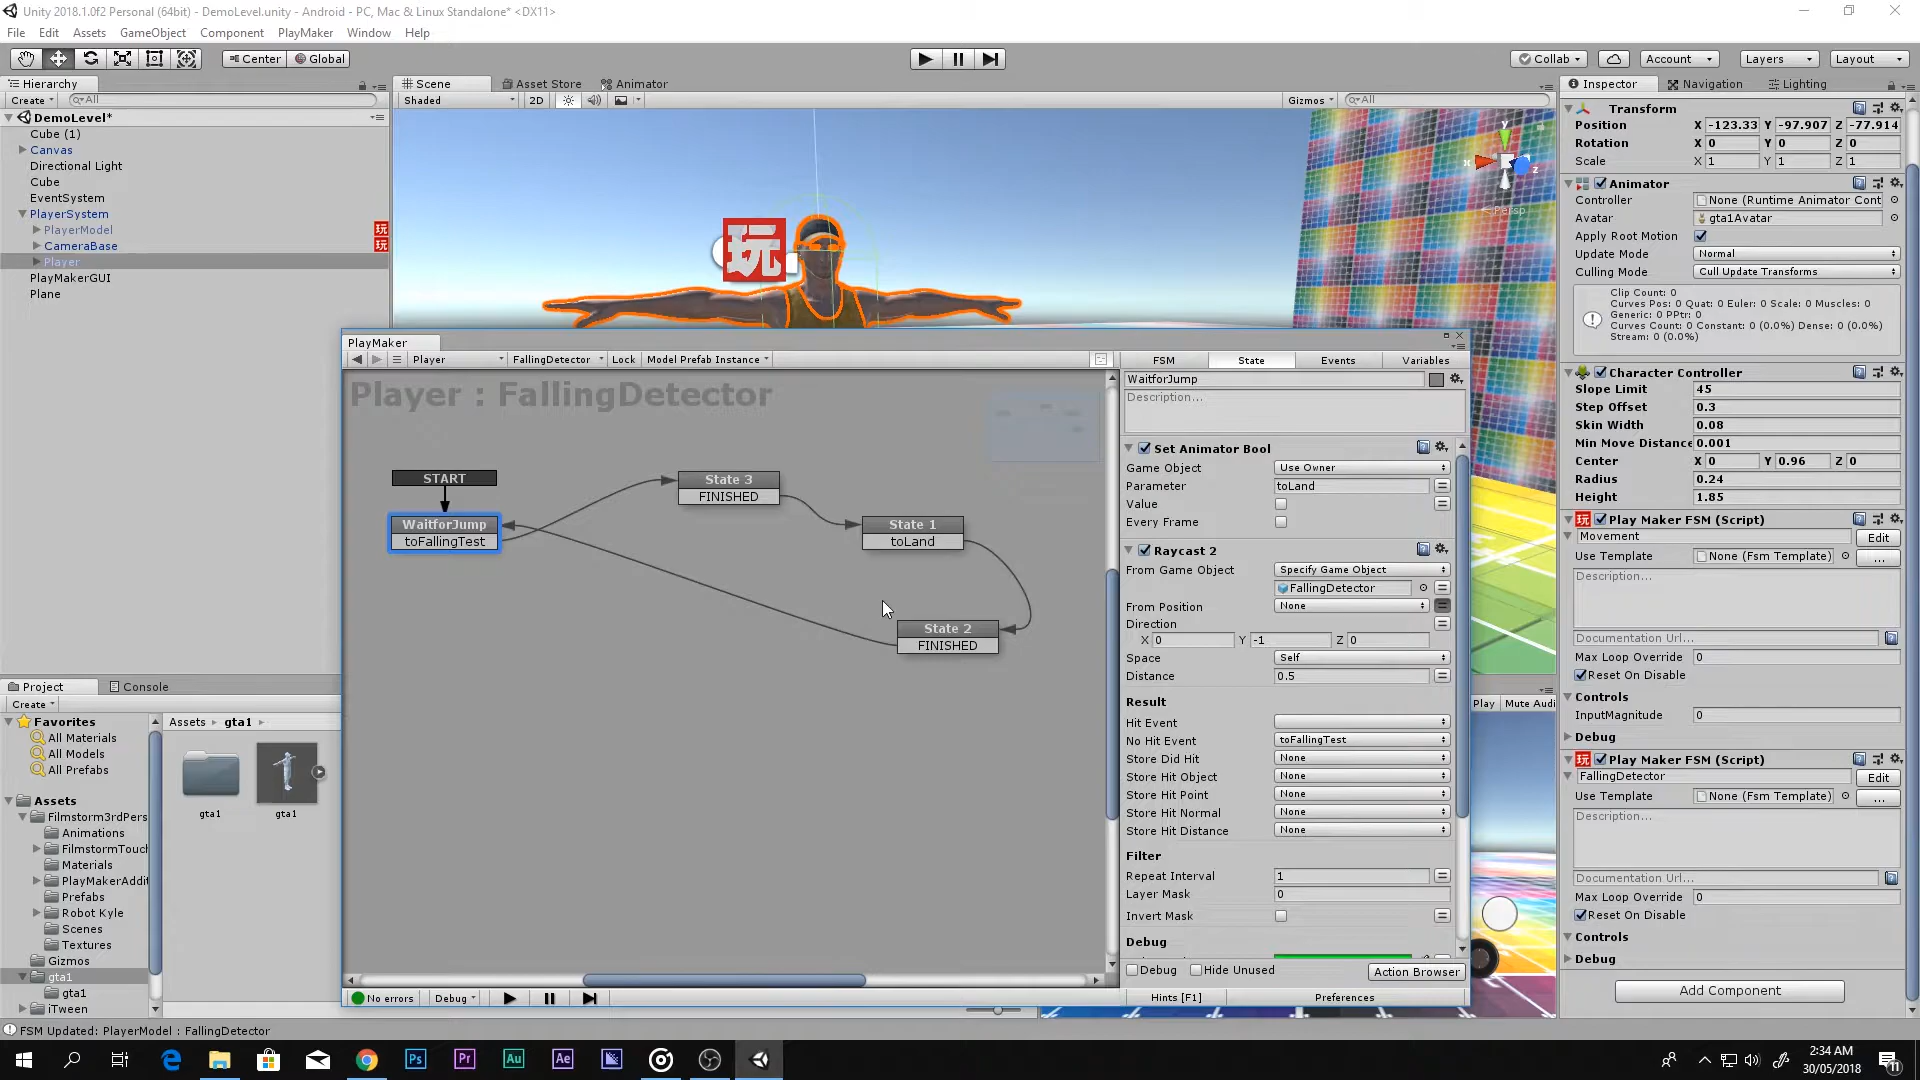 Unity 2018.1.0f2 Personal (64bit) - DemoLevel.unity - Android - PC, Mac & Linux Standalone* <DX11>
File Edit Assets GameObject Component PlayMaker Window Help
Center Global Collab Account Layers Layout
Hierarchy
Create All
DemoLevel*
Cube (1)
Canvas
Directional Light
Cube
EventSystem
PlayerSystem
PlayerModel
CameraBase
Player
PlayMakerGUI
Plane
玩
玩
Scene Asset Store Animator
Shaded 2D Gizmos All
y
x
z
Persp
玩
PlayMaker
Player FallingDetector Lock Model Prefab Instance
Player : FallingDetector
START
WaitforJump
toFallingTest
State 3
FINISHED
State 1
toLand
State 2
FINISHED
No errors Debug
FSM State Events Variables
WaitforJump
Description...
Set Animator Bool
Game Object Use Owner
Parameter toLand
Value
Every Frame
Raycast 2
From Game Object Specify Game Object
FallingDetector
From Position None
Direction
X 0 Y -1 Z 0
Space Self
Distance 0.5
Result
Hit Event
No Hit Event toFallingTest
Store Did Hit None
Store Hit Object None
Store Hit Point None
Store Hit Normal None
Store Hit Distance None
Filter
Repeat Interval 1
Layer Mask 0
Invert Mask
Debug
Debug Hide Unused Action Browser
Hints [F1] Preferences
Play Mute Audi
Inspector Navigation Lighting
Transform
Position X -123.33 Y -97.907 Z -77.914
Rotation X 0 Y 0 Z 0
Scale X 1 Y 1 Z 1
Animator
Controller None (Runtime Animator Cont
Avatar gta1Avatar
Apply Root Motion
Update Mode Normal
Culling Mode Cull Update Transforms
Clip Count: 0
Curves Pos: 0 Quat: 0 Euler: 0 Scale: 0 Muscles: 0
Generic: 0 PPtr: 0
Curves Count: 0 Constant: 0 (0.0%) Dense: 0 (0.0%)
Stream: 0 (0.0%)
Character Controller
Slope Limit 45
Step Offset 0.3
Skin Width 0.08
Min Move Distance 0.001
Center X 0 Y 0.96 Z 0
Radius 0.24
Height 1.85
Play Maker FSM (Script)
Movement Edit
Use Template None (Fsm Template) ...
Description...
Documentation Url...
Max Loop Override 0
Reset On Disable
Controls
InputMagnitude 0
Debug
Play Maker FSM (Script)
FallingDetector Edit
Use Template None (Fsm Template) ...
Description...
Documentation Url...
Max Loop Override 0
Reset On Disable
Controls
Debug
Add Component
Project Console
Create
Favorites
All Materials
All Models
All Prefabs
Assets
Filmstorm3rdPers
Animations
FilmstormTouch
Materials
PlayMakerAddit
Prefabs
Robot Kyle
Scenes
Textures
Gizmos
gta1
gta1
iTween
Assets gta1
gta1 gta1
FSM Updated: PlayerModel : FallingDetector
Ps Pr Au Ae
2:34 AM
30/05/2018
11